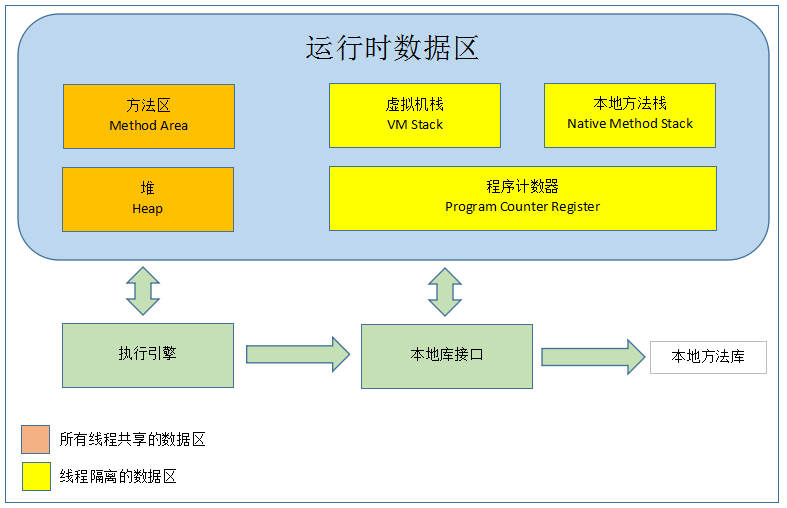 运行时数据区
方法区
Method Area
虚拟机栈
VM Stack
本地方法栈
Native Method Stack
堆
Heap
程序计数器
Program Counter Register
执行引擎
本地库接口
本地方法库
所有线程共享的数据区
线程隔离的数据区